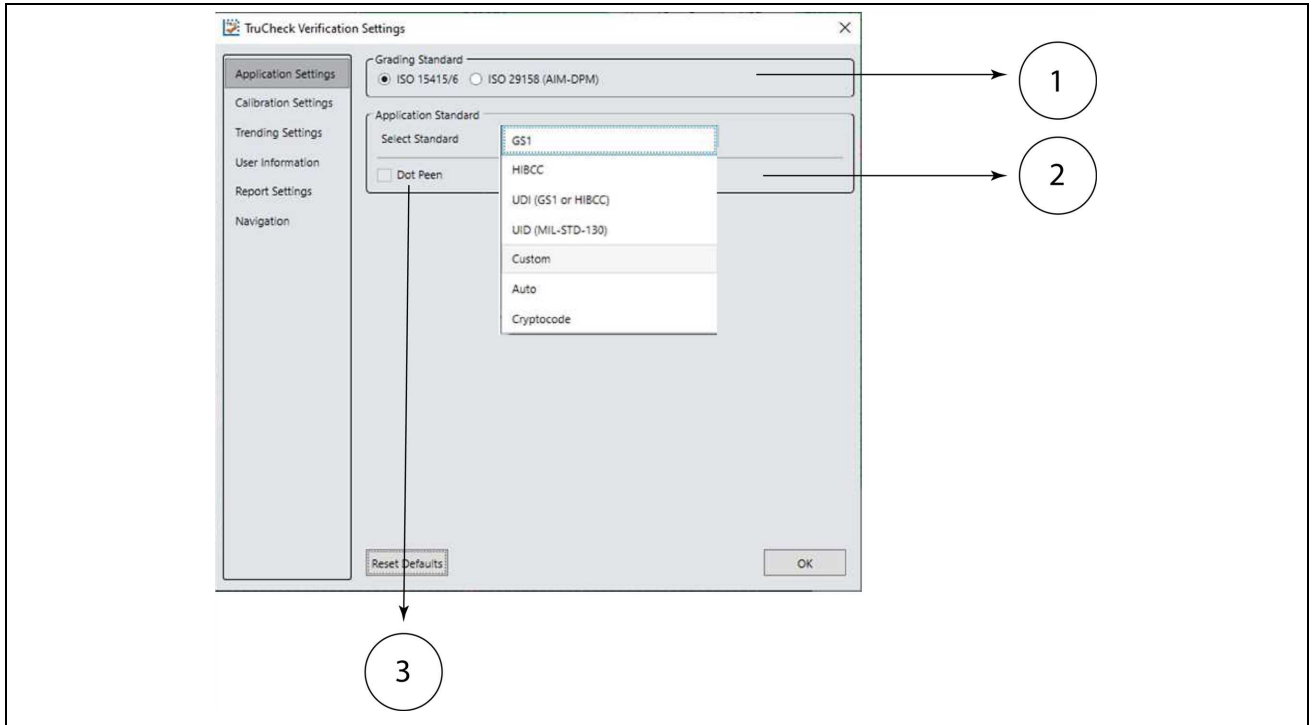 TruCheck Verification Settings
Application Settings
Calibration Settings
Trending Settings
User Information
Report Settings
Navigation
Grading Standard
ISO 15415/6 ISO 29158 (AIM-DPM)
Application Standard
Select Standard
GS1
HIBCC
UDI (GS1 or HIBCC)
UID (MIL-STD-130)
Custom
Auto
Cryptocode
Dot Peen
Reset Defaults
OK
1
2
3